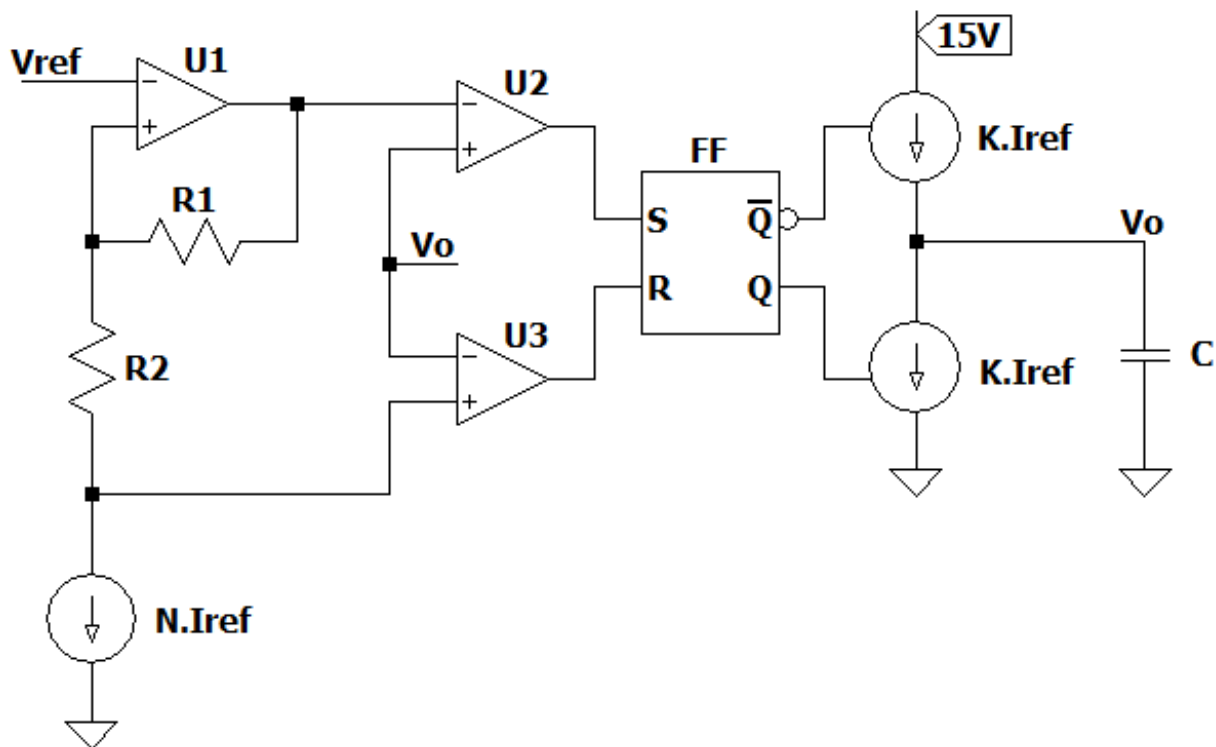 15V
Vref
U1
−
+
U2
−
+
K.Iref
FF
R1
S
Q̅
Vo
Vo
R
Q
U3
−
+
R2
K.Iref
C
N.Iref